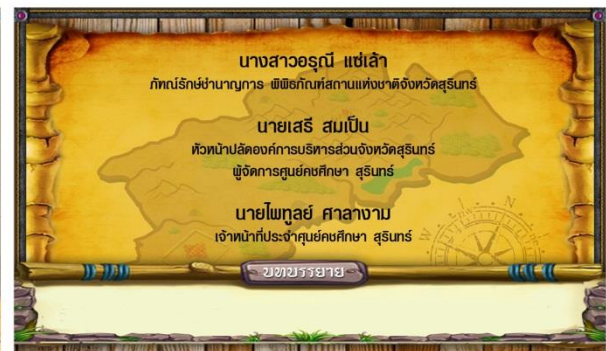 นางสาวอรุณี แซ่เล้า
ภัณฑ์รักษ์ชำนาญการ พิพิธภัณฑ์สถานแห่งชาติจังหวัดสุรินทร์
นายเสรี สมเป็น
หัวหน้าปลัดองค์การบริหารส่วนจังหวัดสุรินทร์
ผู้จัดการศูนย์คชศึกษา สุรินทร์
นายไพฑูลย์ ศาลางาม
เจ้าหน้าที่ประจำศูนย์คชศึกษา สุรินทร์
N
บทบรรยาย